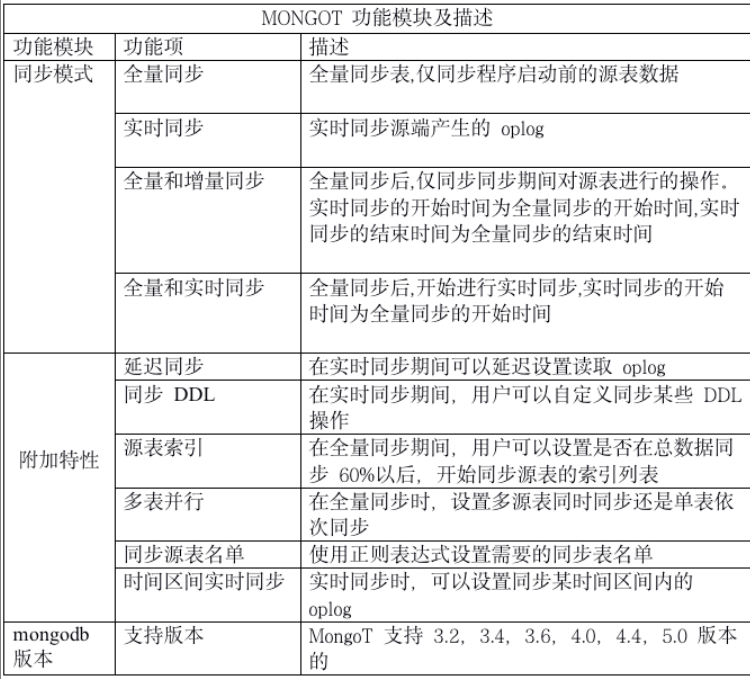 MONGOT 功能模块及描述
功能模块 功能项 描述
同步模式 全量同步 全量同步表,仅同步程序启动前的源表数据
实时同步 实时同步源端产生的 oplog
全量和增量同步 全量同步后,仅同步同步期间对源表进行的操作。
实时同步的开始时间为全量同步的开始时间,实时
同步的结束时间为全量同步的结束时间
全量和实时同步 全量同步后,开始进行实时同步,实时同步的开始
时间为全量同步的开始时间
附加特性
延迟同步 在实时同步期间可以延迟设置读取 oplog
同步 DDL 在实时同步期间, 用户可以自定义同步某些 DDL
操作
源表索引 在全量同步期间, 用户可以设置是否在总数据同
步 60%以后, 开始同步源表的索引列表
多表并行 在全量同步时, 设置多源表同时同步还是单表依
次同步
同步源表名单 使用正则表达式设置需要的同步表名单
时间区间实时同步 实时同步时, 可以设置同步某时间区间内的
oplog
mongodb 支持版本 MongoT 支持 3.2, 3.4, 3.6, 4.0, 4.4, 5.0 版本
版本 的